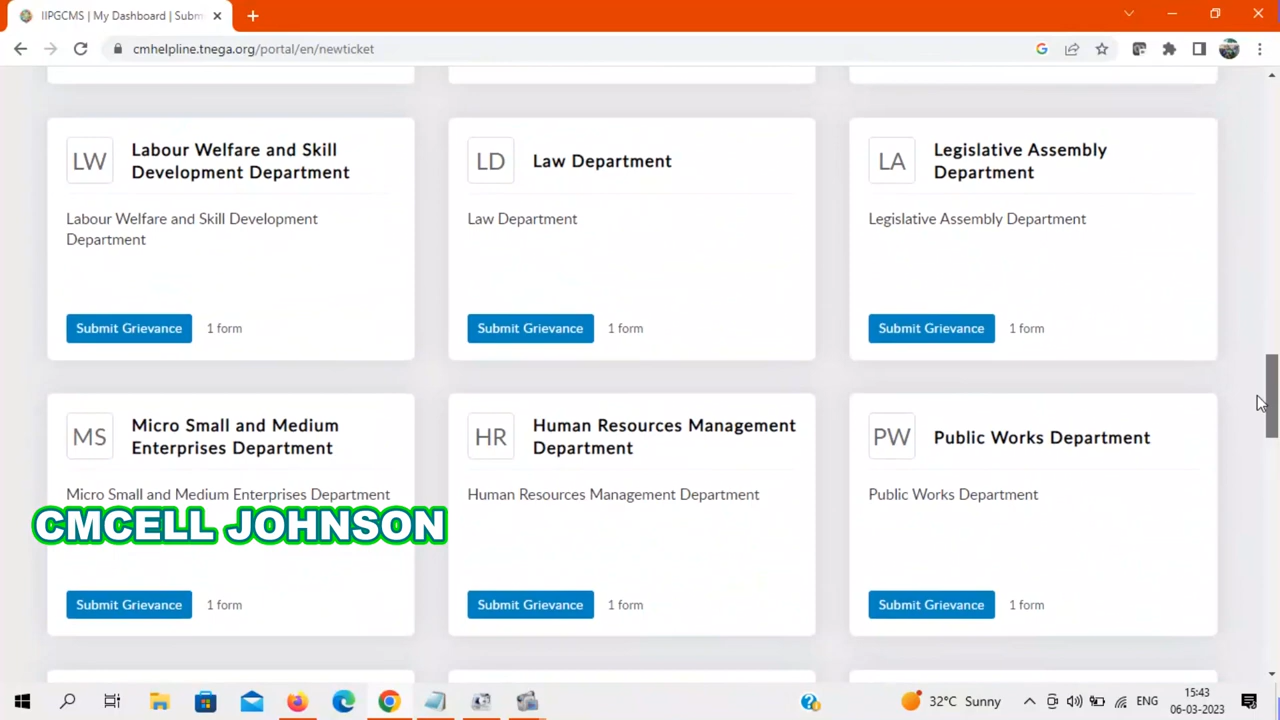 IIPGCMS | My Dashboard | Subm
cmhelpline.tnega.org/portal/en/newticket
LW
Labour Welfare and Skill
Development Department
Labour Welfare and Skill Development
Department
Submit Grievance 1 form
LD
Law Department
Law Department
Submit Grievance 1 form
LA
Legislative Assembly
Department
Legislative Assembly Department
Submit Grievance 1 form
MS
Micro Small and Medium
Enterprises Department
Micro Small and Medium Enterprises Department
CMCELL JOHNSON
Submit Grievance 1 form
HR
Human Resources Management
Department
Human Resources Management Department
Submit Grievance 1 form
PW
Public Works Department
Public Works Department
Submit Grievance 1 form
32°C Sunny
ENG
15:43
06-03-2023